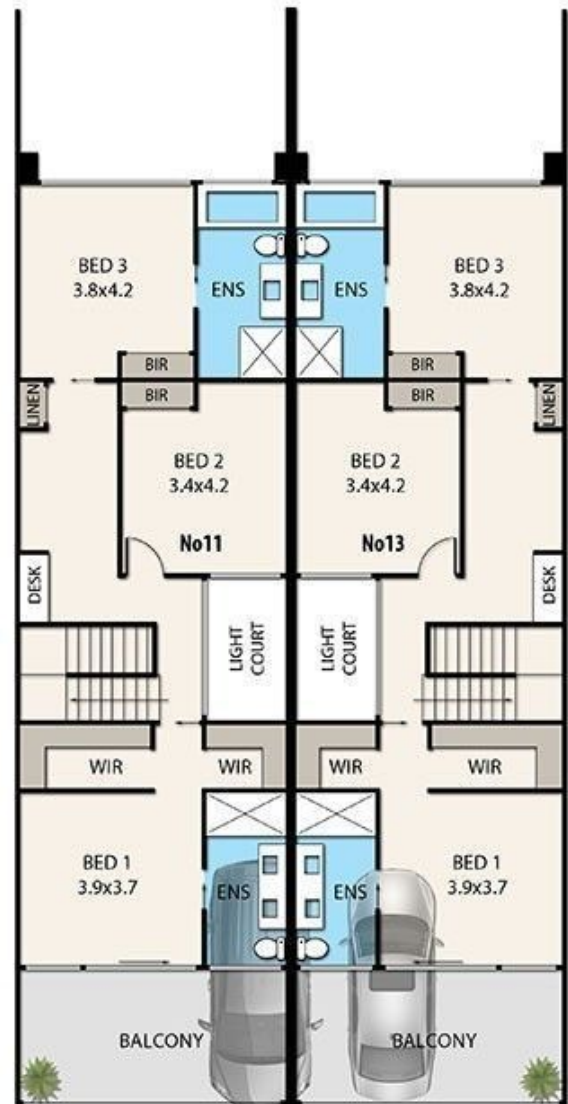 BED 3
3.8x4.2
ENS
ENS
BED 3
3.8x4.2
BIR
BIR
LINEN
BIR
BIR
LINEN
BED 2
3.4x4.2
BED 2
3.4x4.2
No11
No13
DESK
DESK
LIGHT
COURT
LIGHT
COURT
WIR
WIR
WIR
WIR
BED 1
3.9x3.7
ENS
ENS
BED 1
3.9x3.7
BALCONY
BALCONY